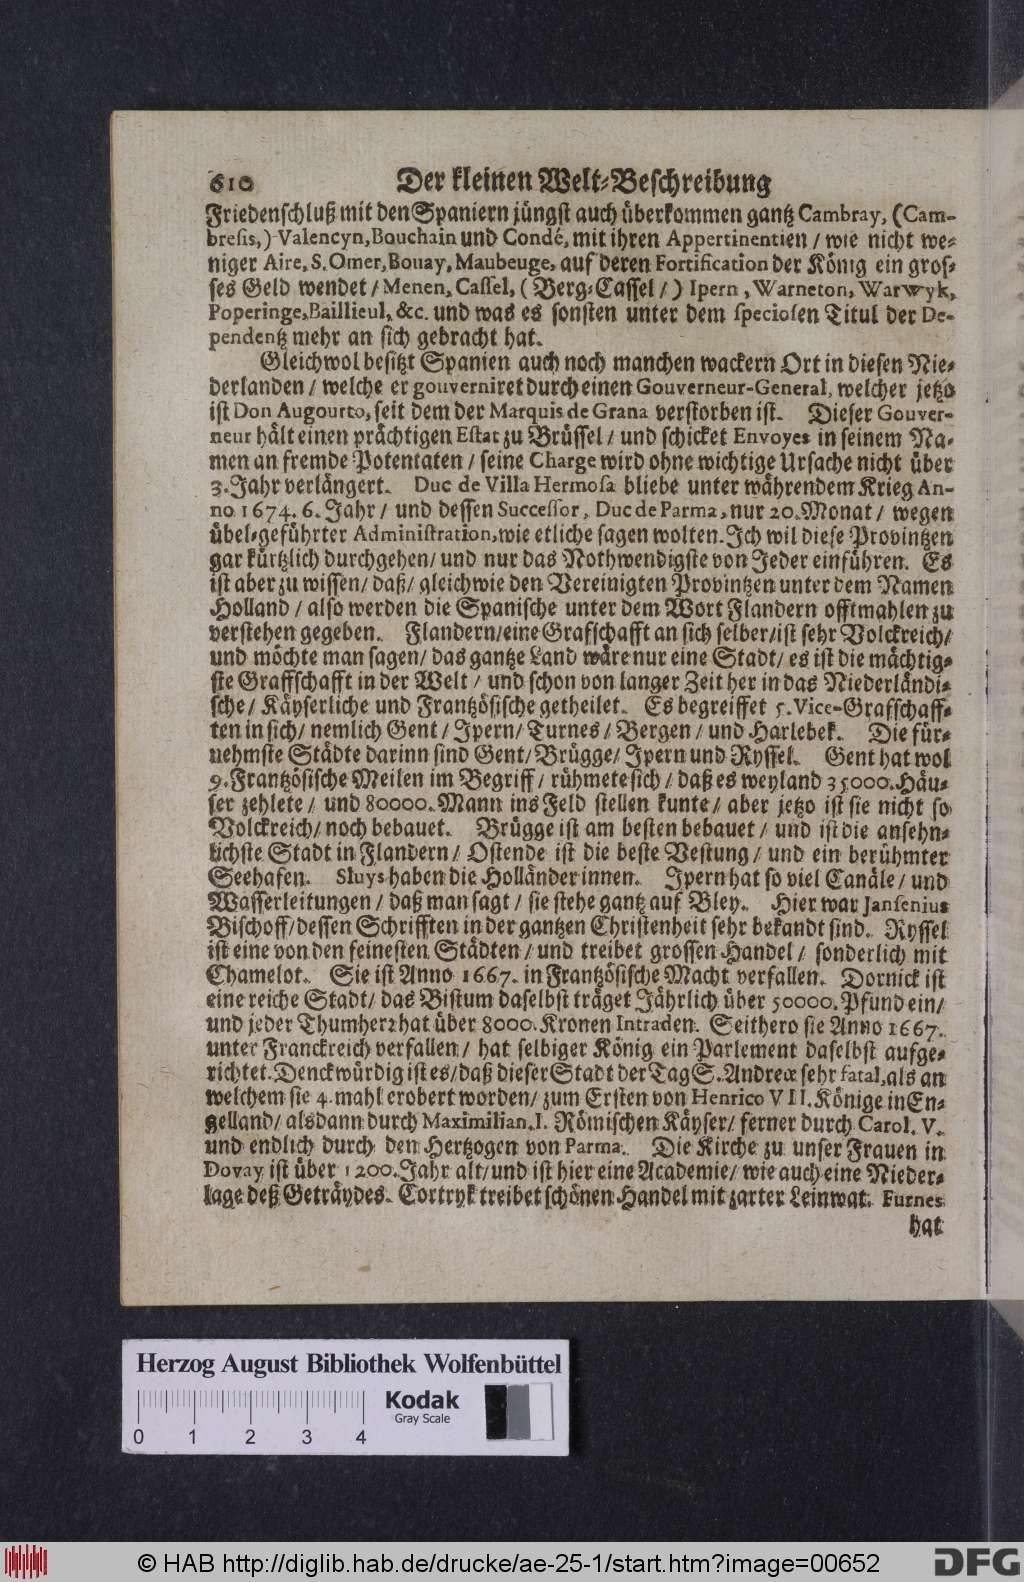 610 Der kleinen Welt-Beschreibung
Friedenschluß mit den Spaniern jüngst auch überkommen gantz Cambray, (Cam-
bresis,) Valencyn, Bouchain und Condé, mit ihren Appertinentien / wie nicht we-
niger Aire, S. Omer, Bouay, Maubeuge, auf deren Fortification der König ein gros-
ses Geld wendet / Menen, Cassel, (Berg-Cassel /) Ipern, Warneton, Warwyk,
Poperinge, Baillieul, &c. und was es sonsten unter dem speciosen Titul der De-
pendentz mehr an sich gebracht hat.
Gleichwol besitzt Spanien auch noch manchen wackern Ort in diesen Nie-
derlanden / welche er gouverniret durch einen Gouverneur-General, welcher jetzo
ist Don Augourto, seit dem der Marquis de Grana verstorben ist. Dieser Gouver-
neur hält einen prächtigen Estat zu Brüssel / und schicket Envoyes in seinem Na-
men an fremde Potentaten / seine Charge wird ohne wichtige Ursache nicht über
3. Jahr verlängert. Duc de Villa Hermosa bliebe unter währendem Krieg An-
no 1674. 6. Jahr / und dessen Successor, Duc de Parma, nur 20. Monat / wegen
übel-geführter Administration, wie etliche sagen wolten. Ich wil diese Provintzen
gar kürtzlich durchgehen / und nur das Nothwendigste von Jeder einführen. Es
ist aber zu wissen / daß / gleichwie den Vereinigten Provintzen unter dem Namen
Holland / also werden die Spanische unter dem Wort Flandern offtmahlen zu
verstehen gegeben. Flandern / eine Grafschafft an sich selber / ist sehr Volckreich /
und möchte man sagen / das gantze Land wäre nur eine Stadt / es ist die mächtig-
ste Graffschafft in der Welt / und schon von langer Zeit her in das Niederländi-
sche / Käyserliche und Frantzösische getheilet. Es begreiffet 5. Vice-Grafschaff-
ten in sich / nemlich Gent / Ipern / Turnes / Bergen / und Harlebek. Die für-
nehmste Städte darinn sind Gent / Brügge / Ipern und Ryssel. Gent hat wol
9. Frantzösische Meilen im Begriff / rühmete sich / daß es weyland 35000. Häu-
ser zehlete / und 80000. Mann ins Feld stellen kunte / aber jetzo ist sie nicht so
Volckreich / noch bebauet. Brügge ist am besten bebauet / und ist die ansehn-
lichste Stadt in Flandern / Ostende ist die beste Vestung / und ein berühmter
Seehafen. Sluys haben die Holländer innen. Ipern hat so viel Canäle / und
Wasserleitungen / daß man sagt / sie stehe gantz auf Bley. Hier war Jansenius
Bischoff / dessen Schrifften in der gantzen Christenheit sehr bekandt sind. Ryssel
ist eine von den feinesten Städten / und treibet grossen Handel / sonderlich mit
Chamelot. Sie ist Anno 1667. in Frantzösische Macht verfallen. Dornick ist
eine reiche Stadt / das Bistum daselbst träget Jährlich über 50000. Pfund ein /
und jeder Thumherr hat über 8000. Kronen Intraden. Seithero sie Anno 1667.
unter Franckreich verfallen / hat selbiger König ein Parlement daselbst aufge-
richtet. Denckwürdig ist es / daß dieser Stadt der Tag S. Andreæ sehr fatal, als an
welchem sie 4. mahl erobert worden / zum Ersten von Henrico VII. Könige in En-
gelland / alsdann durch Maximilian. I. Römischen Käyser / ferner durch Carol. V.
und endlich durch den Hertzogen von Parma. Die Kirche zu unser Frauen in
Dovay ist über 1200. Jahr alt / und ist hier eine Academie / wie auch eine Nieder-
lage deß Geträydes. Cortryk treibet schönen Handel mit zarter Leinwat. Furnes
hat
Herzog August Bibliothek Wolfenbüttel
Kodak
Gray Scale
0 1 2 3 4
© HAB http://diglib.hab.de/drucke/ae-25-1/start.htm?image=00652
DFG